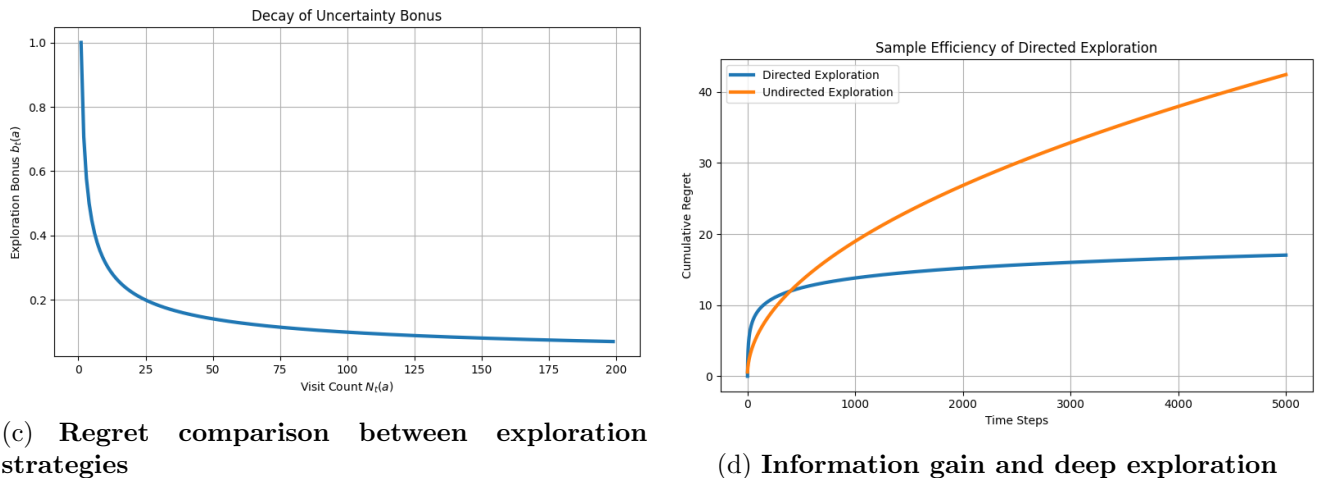 Decay of Uncertainty Bonus
1.0
0.8
0.6
0.4
0.2
Exploration Bonus b_t(a)
0 25 50 75 100 125 150 175 200
Visit Count N_t(a)
(c) Regret comparison between exploration
strategies
Sample Efficiency of Directed Exploration
Directed Exploration
Undirected Exploration
40
30
20
10
0
Cumulative Regret
0 1000 2000 3000 4000 5000
Time Steps
(d) Information gain and deep exploration